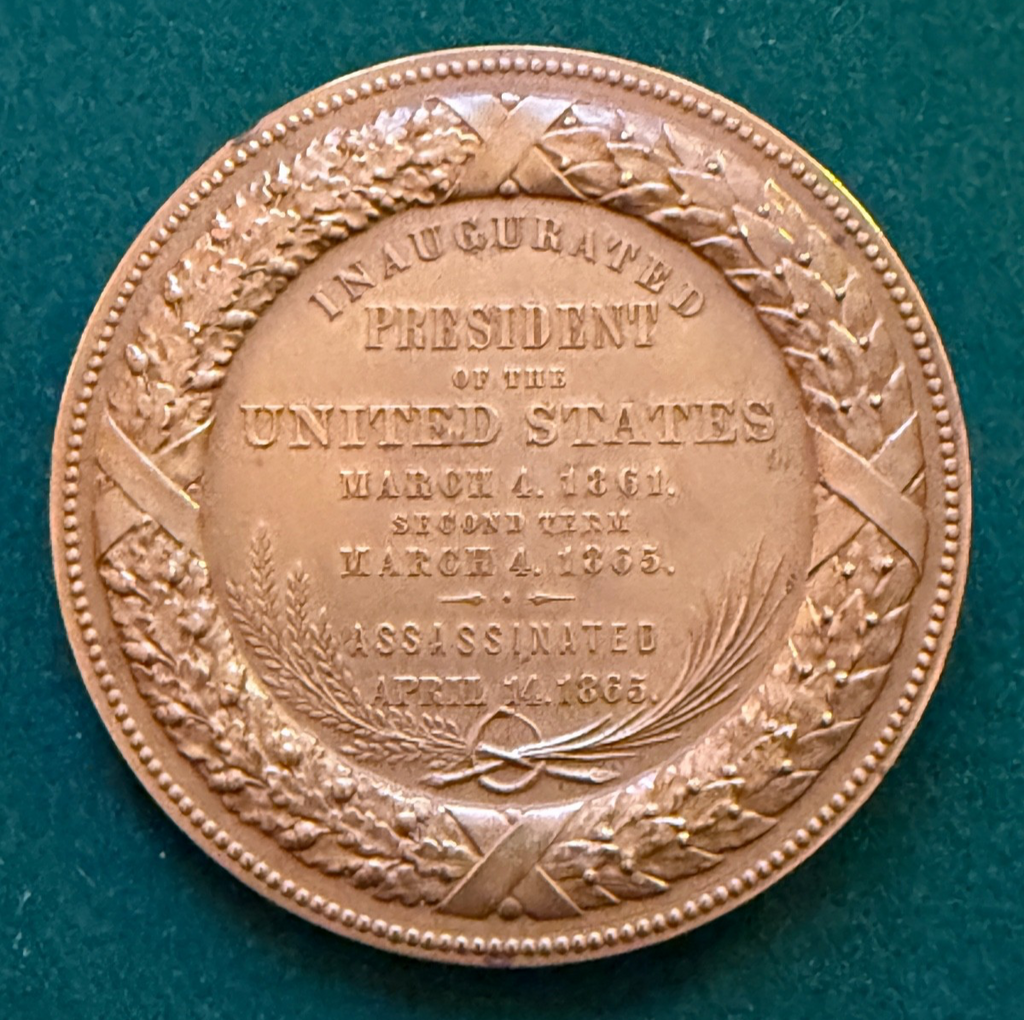 INAUGURATED
PRESIDENT
OF THE
UNITED STATES
MARCH 4. 1861.
SECOND TERM
MARCH 4. 1865.
ASSASSINATED
APRIL 14. 1865.